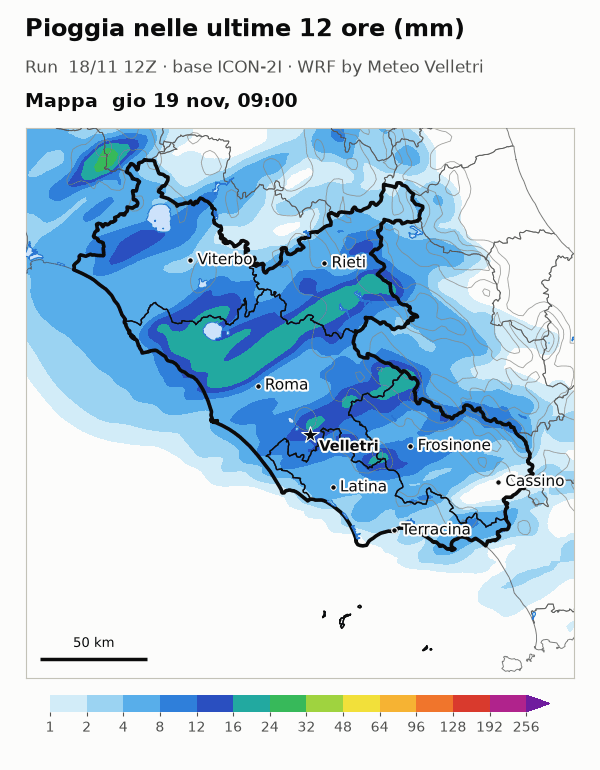 Pioggia nelle ultime 12 ore (mm)
Run 18/11 12Z · base ICON-2I · WRF by Meteo Velletri
Mappa gio 19 nov, 09:00
Viterbo
Rieti
Roma
Velletri
Frosinone
Cassino
Latina
Terracina
50 km
1 2 4 8 12 16 24 32 48 64 96 128 192 256